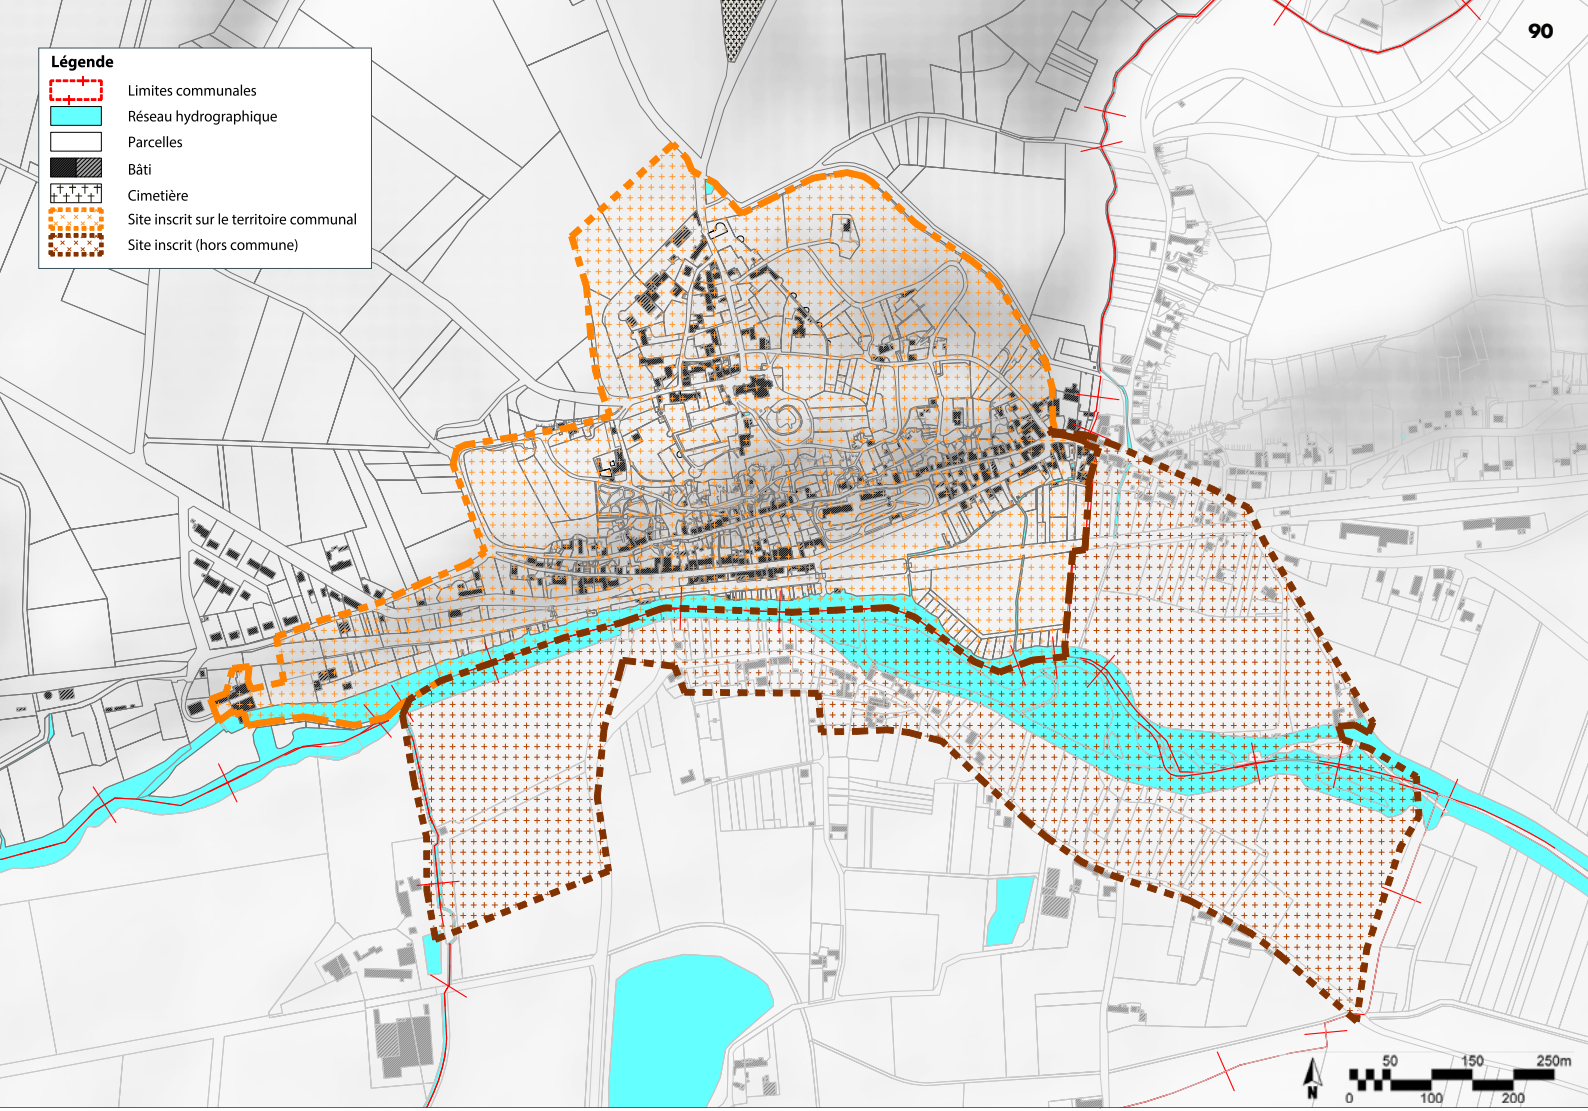 90
Légende
Limites communales
Réseau hydrographique
Parcelles
Bâti
Cimetière
Site inscrit sur le territoire communal
Site inscrit (hors commune)
50 150 250m
N
0 100 200